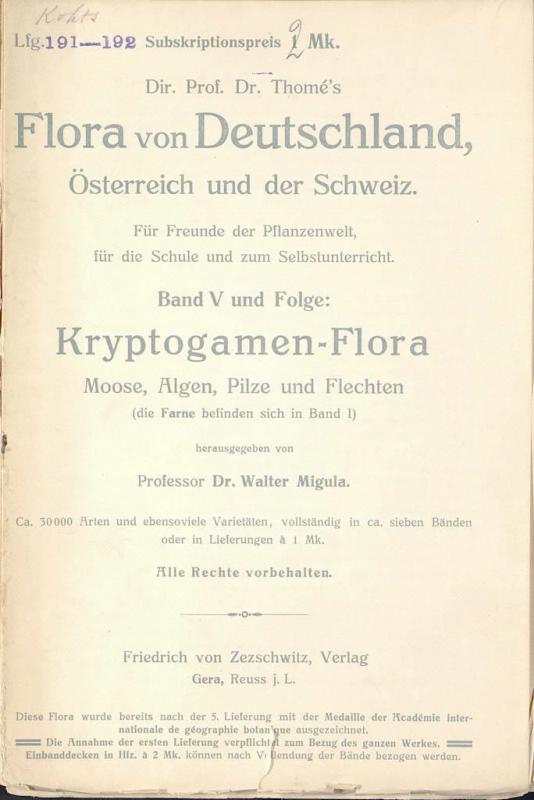 Kohts
Lfg. 191—192 Subskriptionspreis 2 Mk.
Dir. Prof. Dr. Thomé's
Flora von Deutschland,
Österreich und der Schweiz.
Für Freunde der Pflanzenwelt,
für die Schule und zum Selbstunterricht.
Band V und Folge:
Kryptogamen-Flora
Moose, Algen, Pilze und Flechten
(die Farne befinden sich in Band I)
herausgegeben von
Professor Dr. Walter Migula.
Ca. 30000 Arten und ebensoviele Varietäten, vollständig in ca. sieben Bänden
oder in Lieferungen à 1 Mk.
Alle Rechte vorbehalten.
Friedrich von Zezschwitz, Verlag
Gera, Reuss j. L.
Diese Flora wurde bereits nach der 5. Lieferung mit der Medaille der Académie inter-
nationale de géographie botanique ausgezeichnet.
Die Annahme der ersten Lieferung verpflichtet zum Bezug des ganzen Werkes.
Einbanddecken in Hfz. à 2 Mk. können nach Vollendung der Bände bezogen werden.